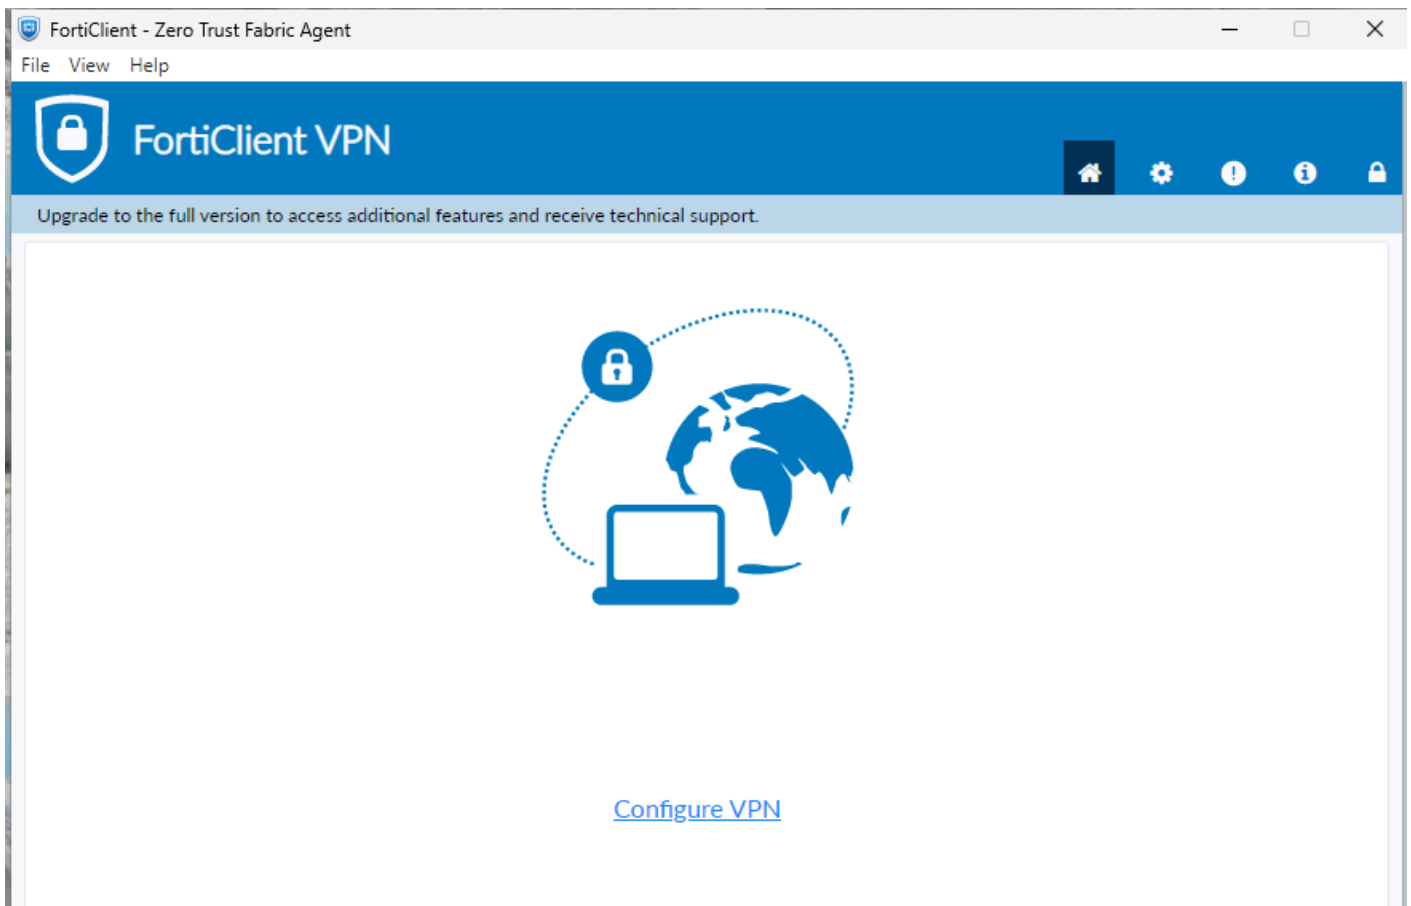 FortiClient - Zero Trust Fabric Agent
File View Help
FortiClient VPN
Upgrade to the full version to access additional features and receive technical support.
Configure VPN